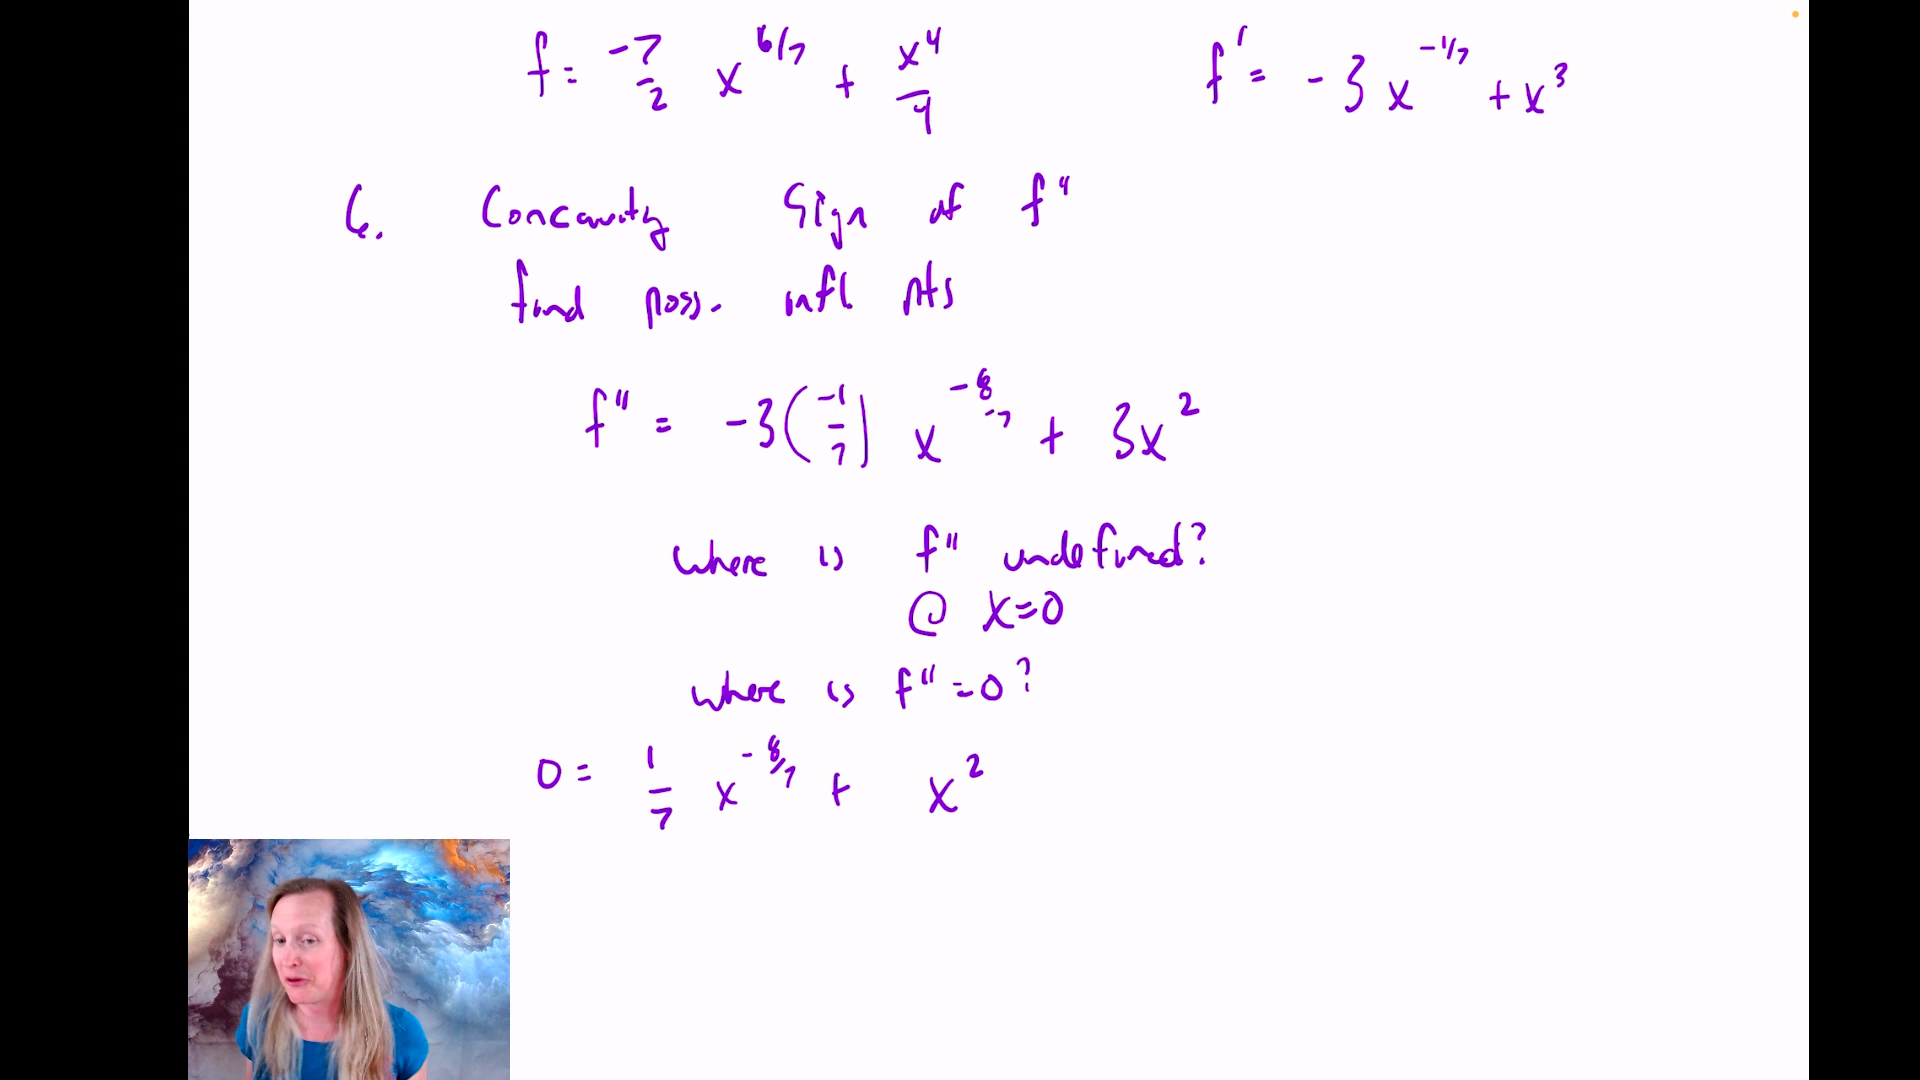 f = -7/2 x^{6/7} + x^4/4 f' = -3 x^{-1/7} + x^3
6. Concavity Sign of f''
find poss. infl pts
f'' = -3(-1/7) x^{-8/7} + 3x^2
where is f'' undefined?
@ x=0
where is f''=0?
0 = 1/7 x^{-8/7} + x^2